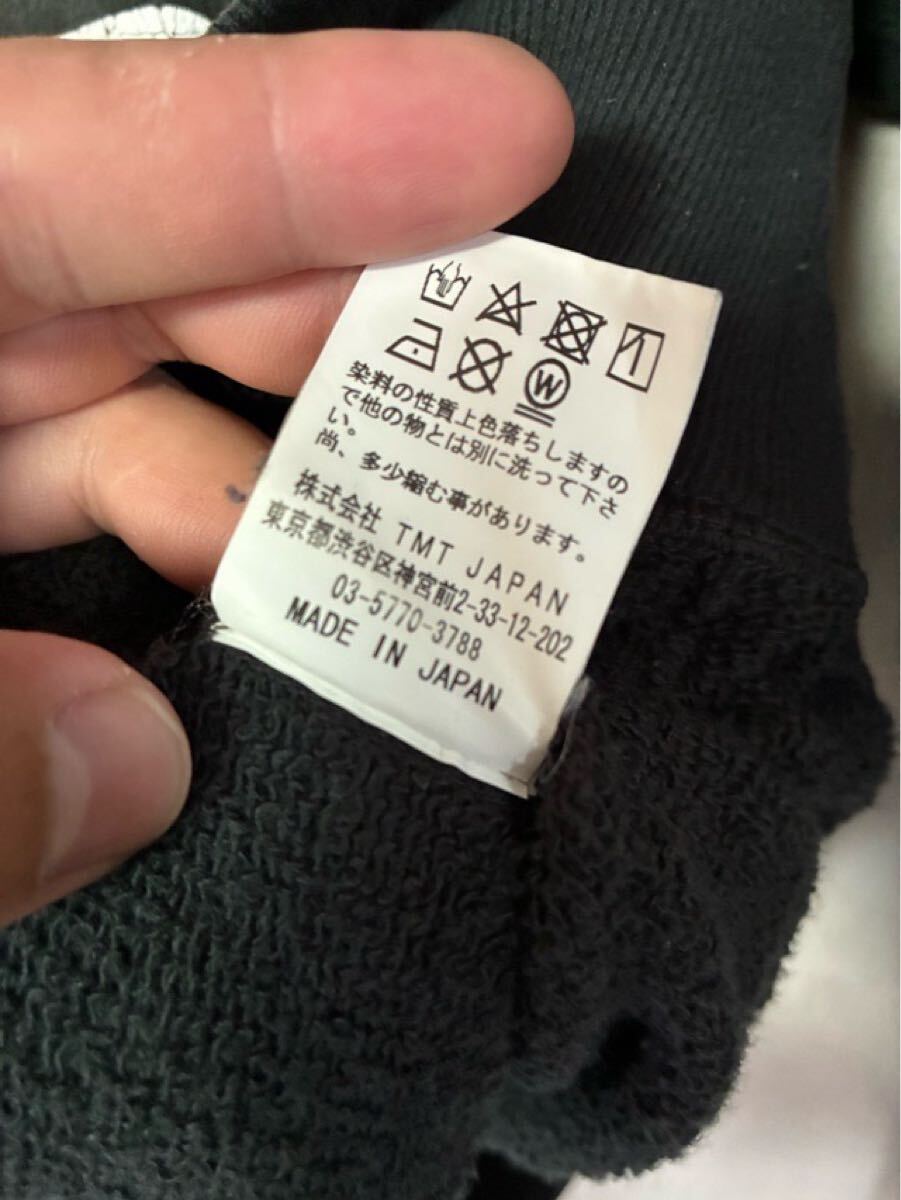 W
染料の性質上色落ちしますの
で他の物とは別に洗って下さ
い。
尚、多少縮む事があります。
株式会社 TMT JAPAN
東京都渋谷区神宮前2-33-12-202
03-5770-3788
MADE IN JAPAN